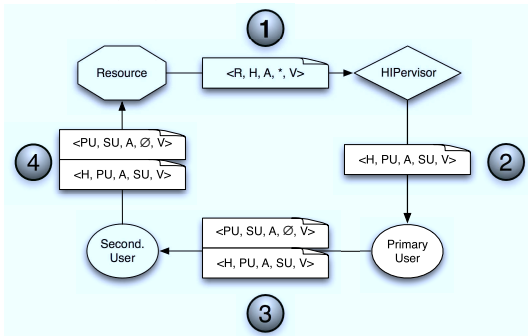 1
Resource
<R, H, A, *, V>
HIPervisor
<PU, SU, A, ∅, V>
<H, PU, A, SU, V>
4
<H, PU, A, SU, V>
2
Second.
User
<PU, SU, A, ∅, V>
<H, PU, A, SU, V>
Primary
User
3